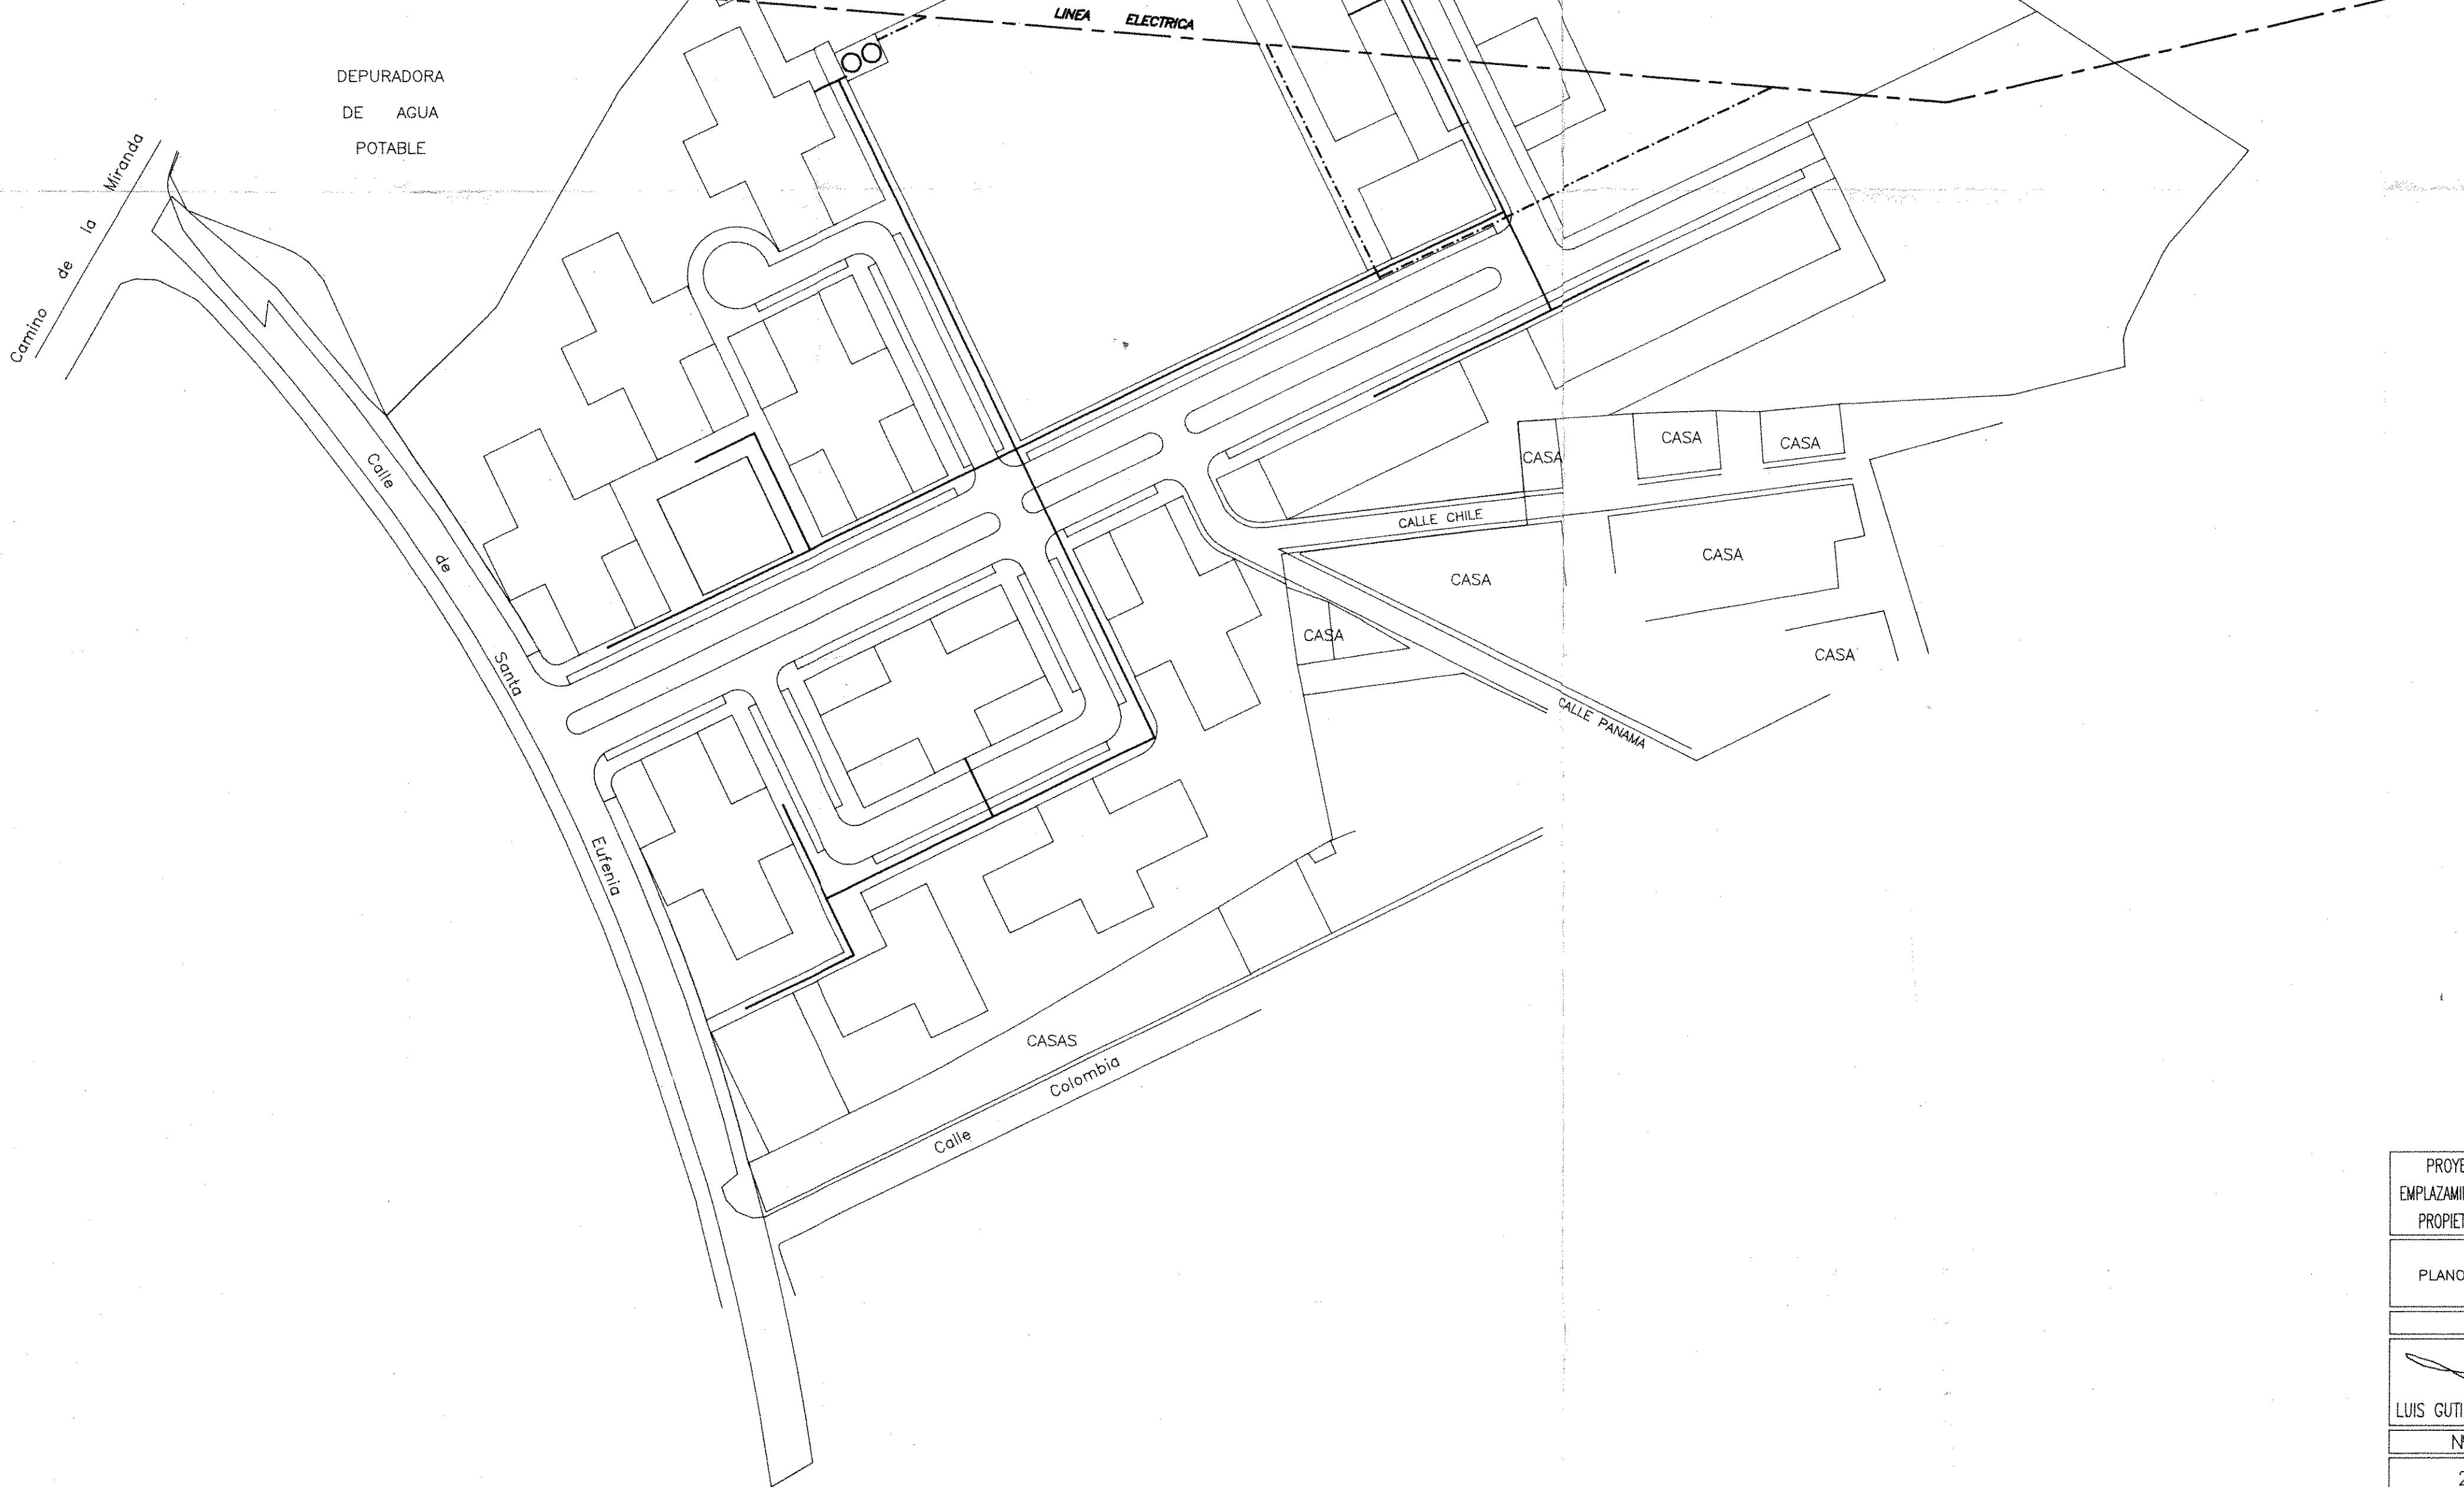 LINEA ELECTRICA
DEPURADORA
DE AGUA
POTABLE
Camino de la Miranda
Calle de Santa Eufenia
CASA
CASA
CASA
CALLE CHILE
CASA
CASA
CASA
CASA
CALLE PANAMA
CASAS
Calle Colombia
PROYE
EMPLAZAMI
PROPIET
PLANO
LUIS GUTI
N
2